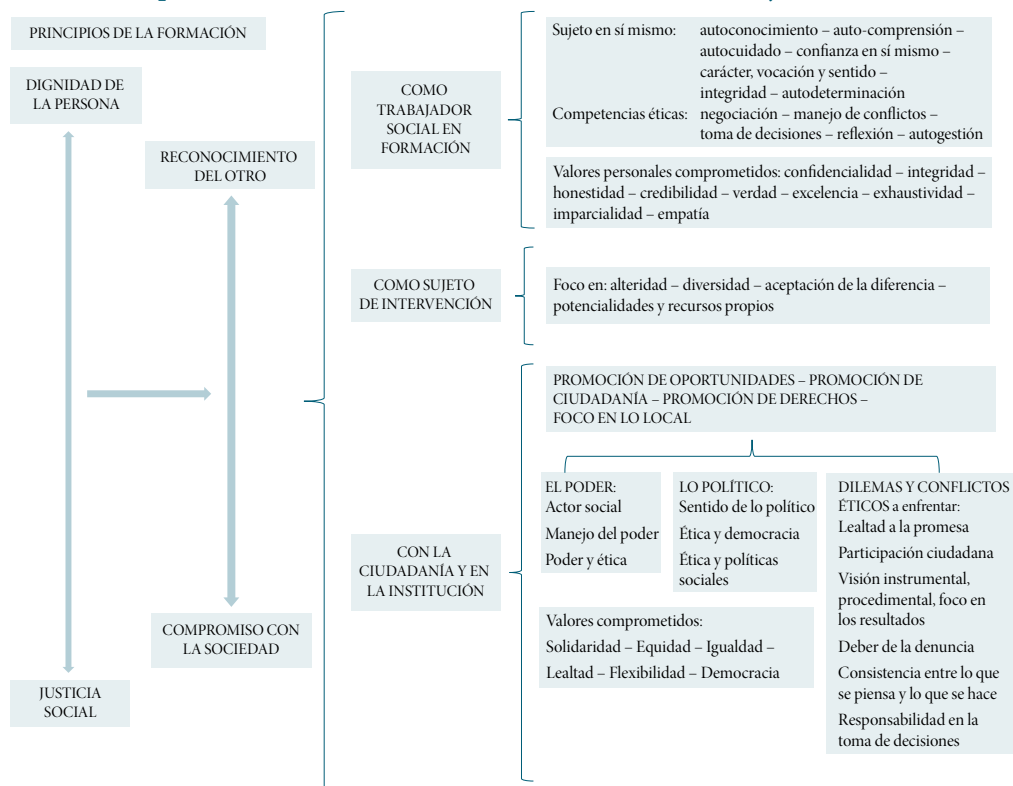 PRINCIPIOS DE LA FORMACIÓN
DIGNIDAD DE
LA PERSONA
RECONOCIMIENTO
DEL OTRO
COMPROMISO CON
LA SOCIEDAD
JUSTICIA
SOCIAL
COMO
TRABAJADOR
SOCIAL EN
FORMACIÓN
Sujeto en sí mismo: autoconocimiento – auto-comprensión –
autocuidado – confianza en sí mismo –
carácter, vocación y sentido –
integridad – autodeterminación
Competencias éticas: negociación – manejo de conflictos –
toma de decisiones – reflexión – autogestión
Valores personales comprometidos: confidencialidad – integridad –
honestidad – credibilidad – verdad – excelencia – exhaustividad –
imparcialidad – empatía
COMO SUJETO
DE INTERVENCIÓN
Foco en: alteridad – diversidad – aceptación de la diferencia –
potencialidades y recursos propios
CON LA
CIUDADANÍA Y EN
LA INSTITUCIÓN
PROMOCIÓN DE OPORTUNIDADES – PROMOCIÓN DE
CIUDADANÍA – PROMOCIÓN DE DERECHOS –
FOCO EN LO LOCAL
EL PODER:
Actor social
Manejo del poder
Poder y ética
LO POLÍTICO:
Sentido de lo político
Ética y democracia
Ética y políticas
sociales
Valores comprometidos:
Solidaridad – Equidad – Igualdad –
Lealtad – Flexibilidad – Democracia
DILEMAS Y CONFLICTOS
ÉTICOS a enfrentar:
Lealtad a la promesa
Participación ciudadana
Visión instrumental,
procedimental, foco en
los resultados
Deber de la denuncia
Consistencia entre lo que
se piensa y lo que se hace
Responsabilidad en la
toma de decisiones